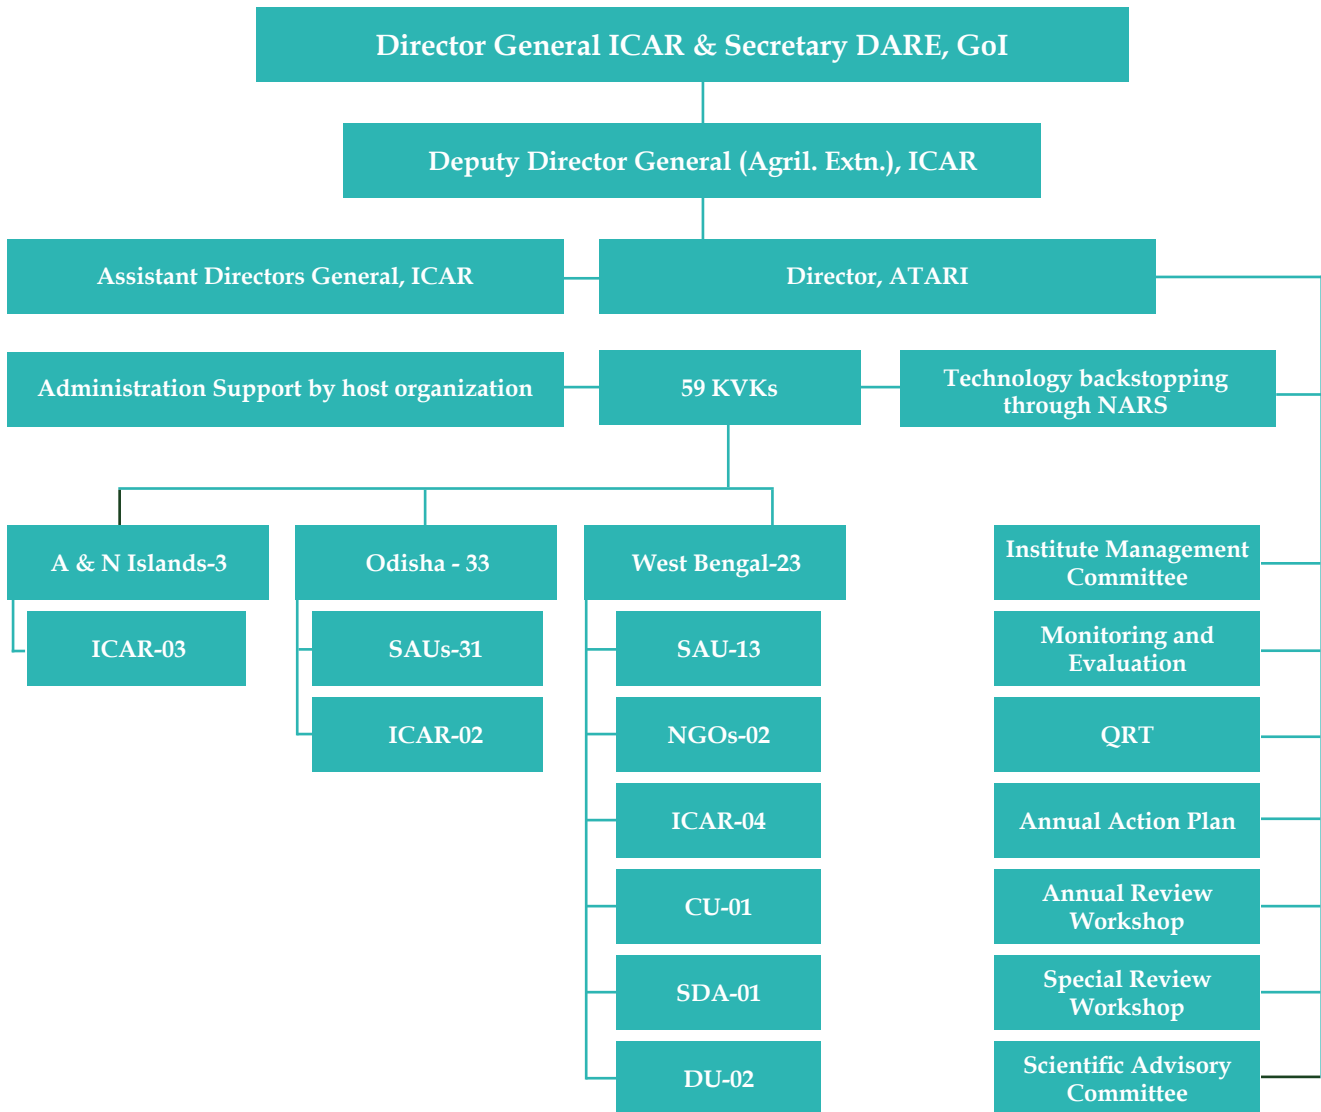 Director General ICAR & Secretary DARE, GoI
Deputy Director General (Agril. Extn.), ICAR
Assistant Directors General, ICAR
Director, ATARI
Administration Support by host organization
59 KVKs
Technology backstopping
through NARS
A & N Islands-3
Odisha - 33
West Bengal-23
Institute Management
Committee
ICAR-03
SAUs-31
SAU-13
Monitoring and
Evaluation
ICAR-02
NGOs-02
QRT
ICAR-04
Annual Action Plan
CU-01
Annual Review
Workshop
SDA-01
Special Review
Workshop
DU-02
Scientific Advisory
Committee